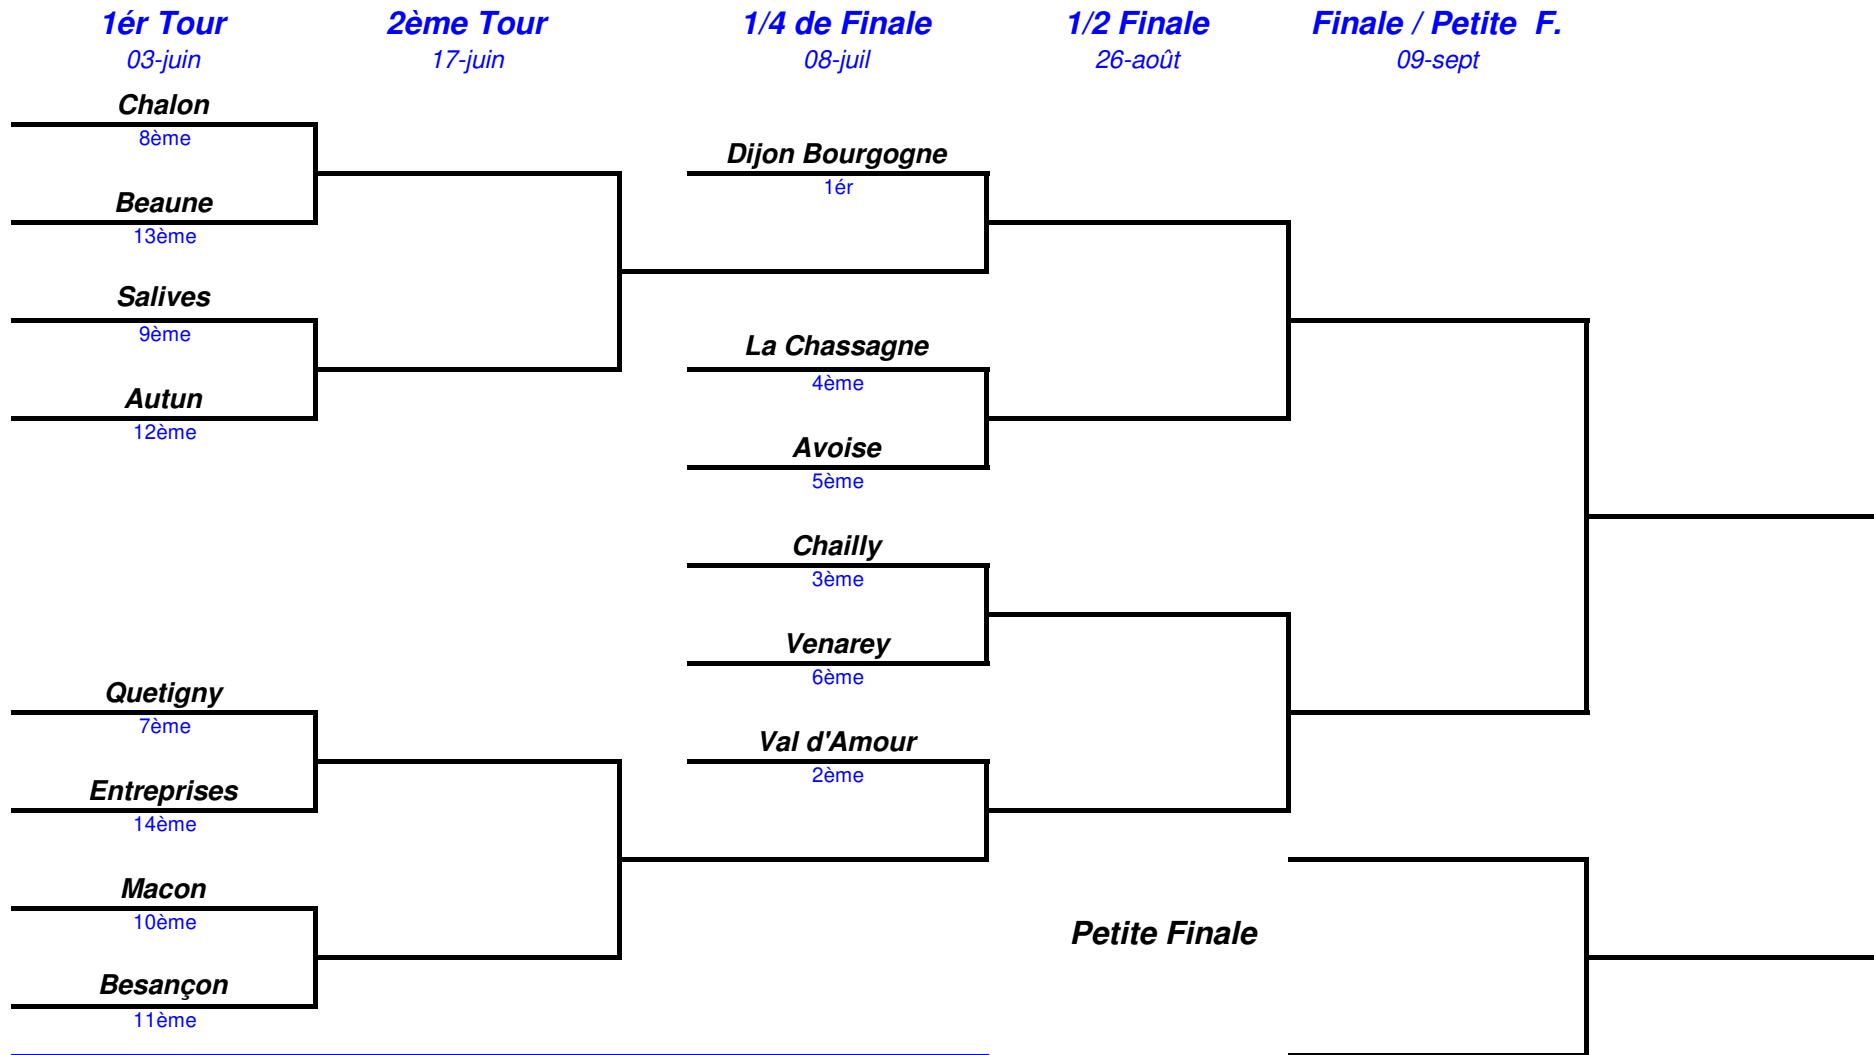 1ér Tour 2ème Tour 1/4 de Finale 1/2 Finale Finale / Petite F.
03-juin 17-juin 08-juil 26-août 09-sept
Chalon
8ème
Dijon Bourgogne
1ér
Beaune
13ème
Salives
9ème
La Chassagne
4ème
Autun
12ème
Avoise
5ème
Chailly
3ème
Venarey
6ème
Quetigny
7ème
Val d'Amour
2ème
Entreprises
14ème
Macon
10ème
Petite Finale
Besançon
11ème